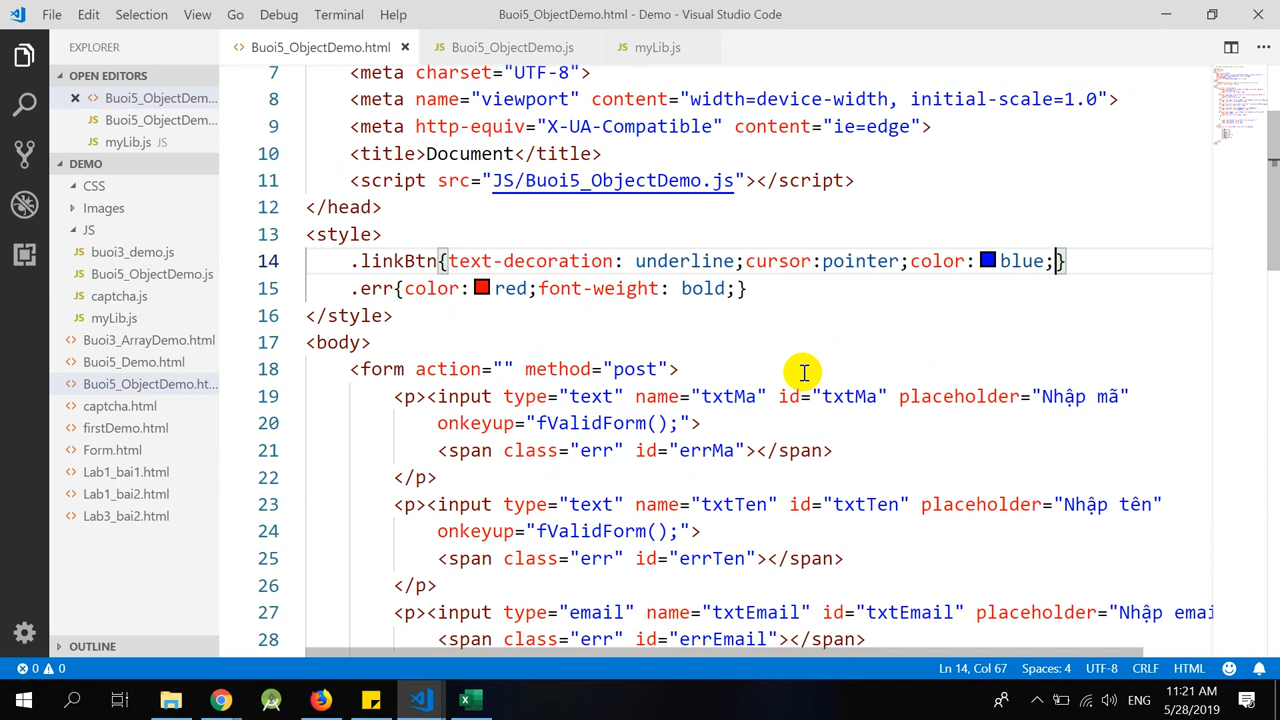 File Edit Selection View Go Debug Terminal Help Buoi5_ObjectDemo.html - Demo - Visual Studio Code
EXPLORER
Buoi5_ObjectDemo.html Buoi5_ObjectDemo.js myLib.js
OPEN EDITORS
Buoi5_ObjectDem...
Buoi5_ObjectDem...
myLib.js JS
DEMO
CSS
Images
JS
buoi3_demo.js
Buoi5_ObjectDemo.js
captcha.js
myLib.js
Buoi3_ArrayDemo.html
Buoi5_Demo.html
Buoi5_ObjectDemo.ht...
captcha.html
firstDemo.html
Form.html
Lab1_bai1.html
Lab1_bai2.html
Lab3_bai2.html
OUTLINE
7 <meta charset="UTF-8">
8 <meta name="viewport" content="width=device-width, initial-scale=1.0">
9 <meta http-equiv="X-UA-Compatible" content="ie=edge">
10 <title>Document</title>
11 <script src="JS/Buoi5_ObjectDemo.js"></script>
12 </head>
13 <style>
14 .linkBtn{text-decoration: underline;cursor:pointer;color:blue;}
15 .err{color:red;font-weight: bold;}
16 </style>
17 <body>
18 <form action="" method="post">
19 <p><input type="text" name="txtMa" id="txtMa" placeholder="Nhập mã"
20 onkeyup="fValidForm();">
21 <span class="err" id="errMa"></span>
22 </p>
23 <p><input type="text" name="txtTen" id="txtTen" placeholder="Nhập tên"
24 onkeyup="fValidForm();">
25 <span class="err" id="errTen"></span>
26 </p>
27 <p><input type="email" name="txtEmail" id="txtEmail" placeholder="Nhập emai
28 <span class="err" id="errEmail"></span>
0 0 Ln 14, Col 67 Spaces: 4 UTF-8 CRLF HTML
ENG 11:21 AM
5/28/2019